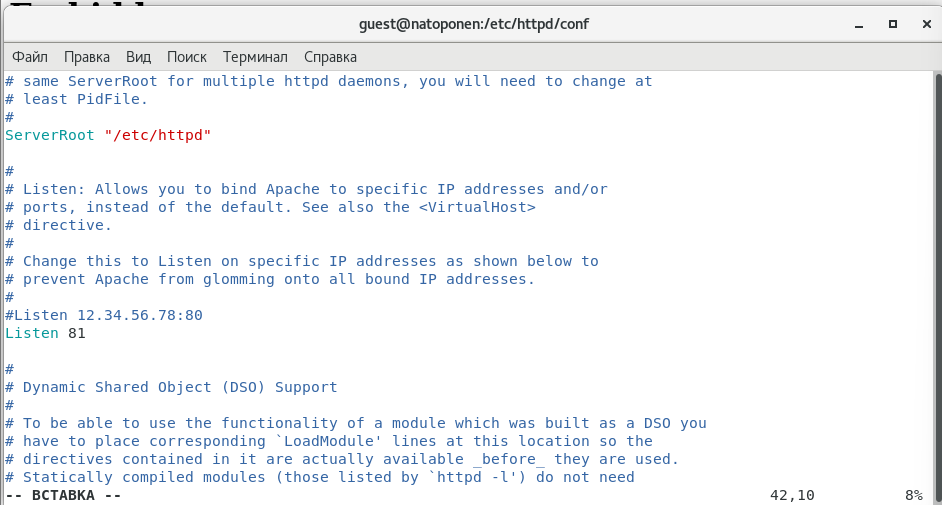 guest@natoponen:/etc/httpd/conf
Файл Правка Вид Поиск Терминал Справка
# same ServerRoot for multiple httpd daemons, you will need to change at
# least PidFile.
#
ServerRoot "/etc/httpd"
#
# Listen: Allows you to bind Apache to specific IP addresses and/or
# ports, instead of the default. See also the <VirtualHost>
# directive.
#
# Change this to Listen on specific IP addresses as shown below to
# prevent Apache from glomming onto all bound IP addresses.
#
#Listen 12.34.56.78:80
Listen 81
#
# Dynamic Shared Object (DSO) Support
#
# To be able to use the functionality of a module which was built as a DSO you
# have to place corresponding `LoadModule' lines at this location so the
# directives contained in it are actually available _before_ they are used.
# Statically compiled modules (those listed by `httpd -l') do not need
-- ВСТАВКА -- 42,10 8%